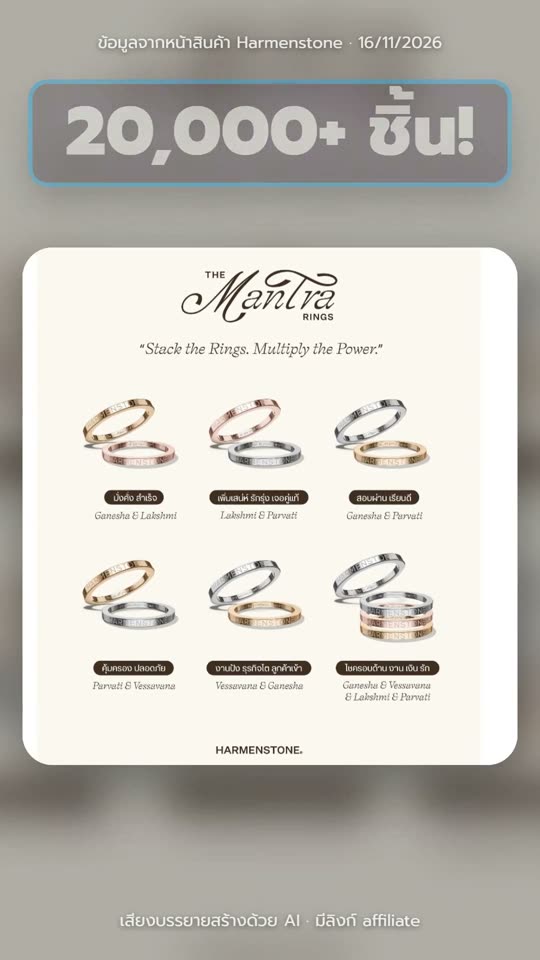 ข้อมูลจากหน้าสินค้า Harmenstone · 16/11/2026
20,000+ ชิ้น!
THE Mantra RINGS
"Stack the Rings. Multiply the Power."
มั่งคั่ง สำเร็จ
เพิ่มเสน่ห์ รักรุ่ง เจอคู่แท้
สอบผ่าน เรียนดี
Ganesha & Lakshmi
Lakshmi & Parvati
Ganesha & Parvati
คุ้มครอง ปลอดภัย
งานปัง ธุรกิจโต ลูกค้าเข้า
โชครอบด้าน งาน เงิน รัก
Parvati & Vessavana
Vessavana & Ganesha
Ganesha & Vessavana
& Lakshmi & Parvati
HARMENSTONE.
เสียงบรรยายสร้างด้วย AI · มีลิงก์ affiliate